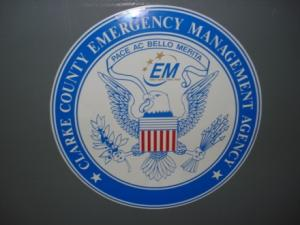 CLARKE COUNTY EMERGENCY MANAGEMENT AGENCY
PACE AC BELLO MERITA
EM